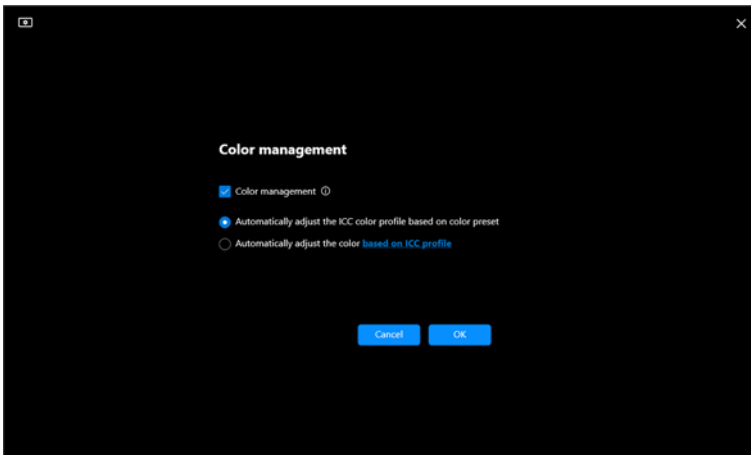 Color management
Color management
Automatically adjust the ICC color profile based on color preset
Automatically adjust the color based on ICC profile
Cancel
OK